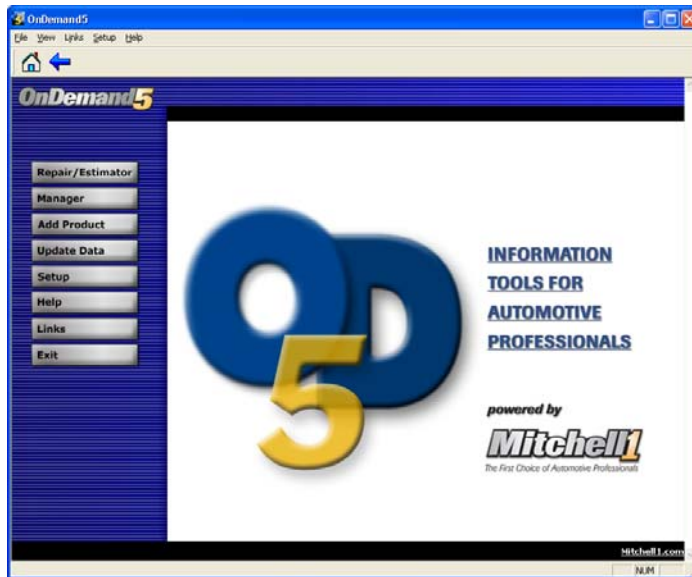 OnDemand5
File View Links Setup Help
OnDemand5
Repair/Estimator
Manager
Add Product
Update Data
Setup
Help
Links
Exit
OD
5
INFORMATION
TOOLS FOR
AUTOMOTIVE
PROFESSIONALS
powered by
Mitchell1
The First Choice of Automotive Professionals
Mitchell1.com
NUM